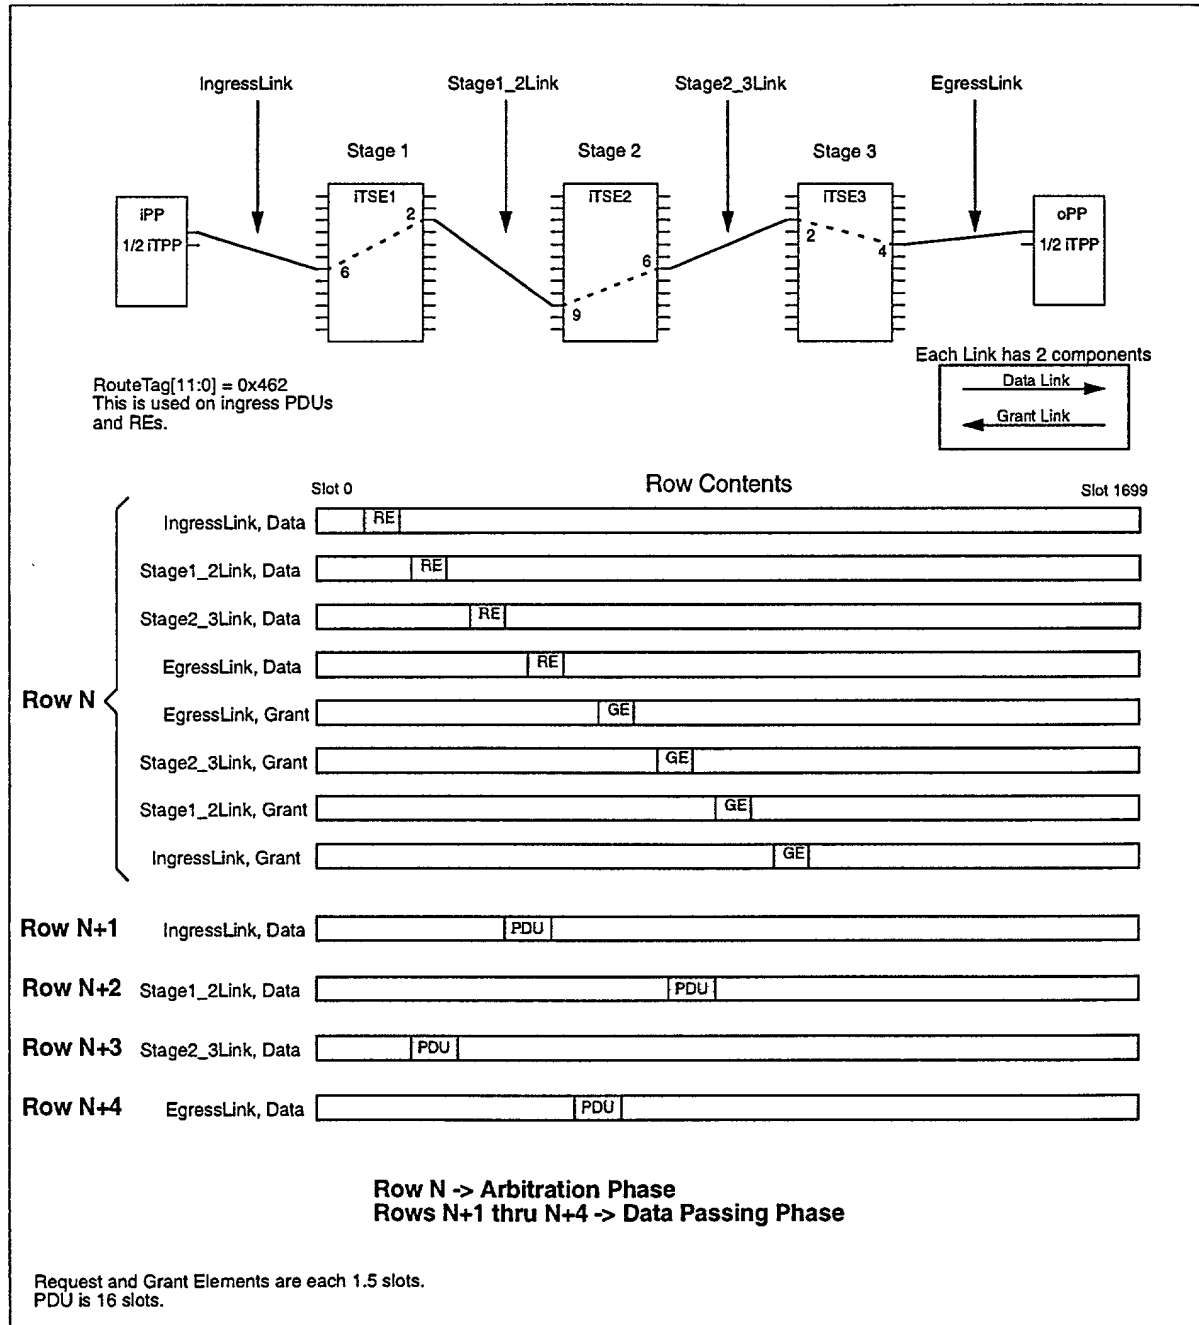 IngressLink Stage1_2Link Stage2_3Link EgressLink
Stage 1 Stage 2 Stage 3
iTSE1 iTSE2 iTSE3
iPP
1/2 iTPP
oPP
1/2 iTPP
2
6
6
9
2
4
RouteTag[11:0] = 0x462
This is used on ingress PDUs
and REs.
Each Link has 2 components
Data Link
Grant Link
Slot 0 Row Contents Slot 1699
Row N
IngressLink, Data RE
Stage1_2Link, Data RE
Stage2_3Link, Data RE
EgressLink, Data RE
EgressLink, Grant GE
Stage2_3Link, Grant GE
Stage1_2Link, Grant GE
IngressLink, Grant GE
Row N+1 IngressLink, Data PDU
Row N+2 Stage1_2Link, Data PDU
Row N+3 Stage2_3Link, Data PDU
Row N+4 EgressLink, Data PDU
Row N -> Arbitration Phase
Rows N+1 thru N+4 -> Data Passing Phase
Request and Grant Elements are each 1.5 slots.
PDU is 16 slots.